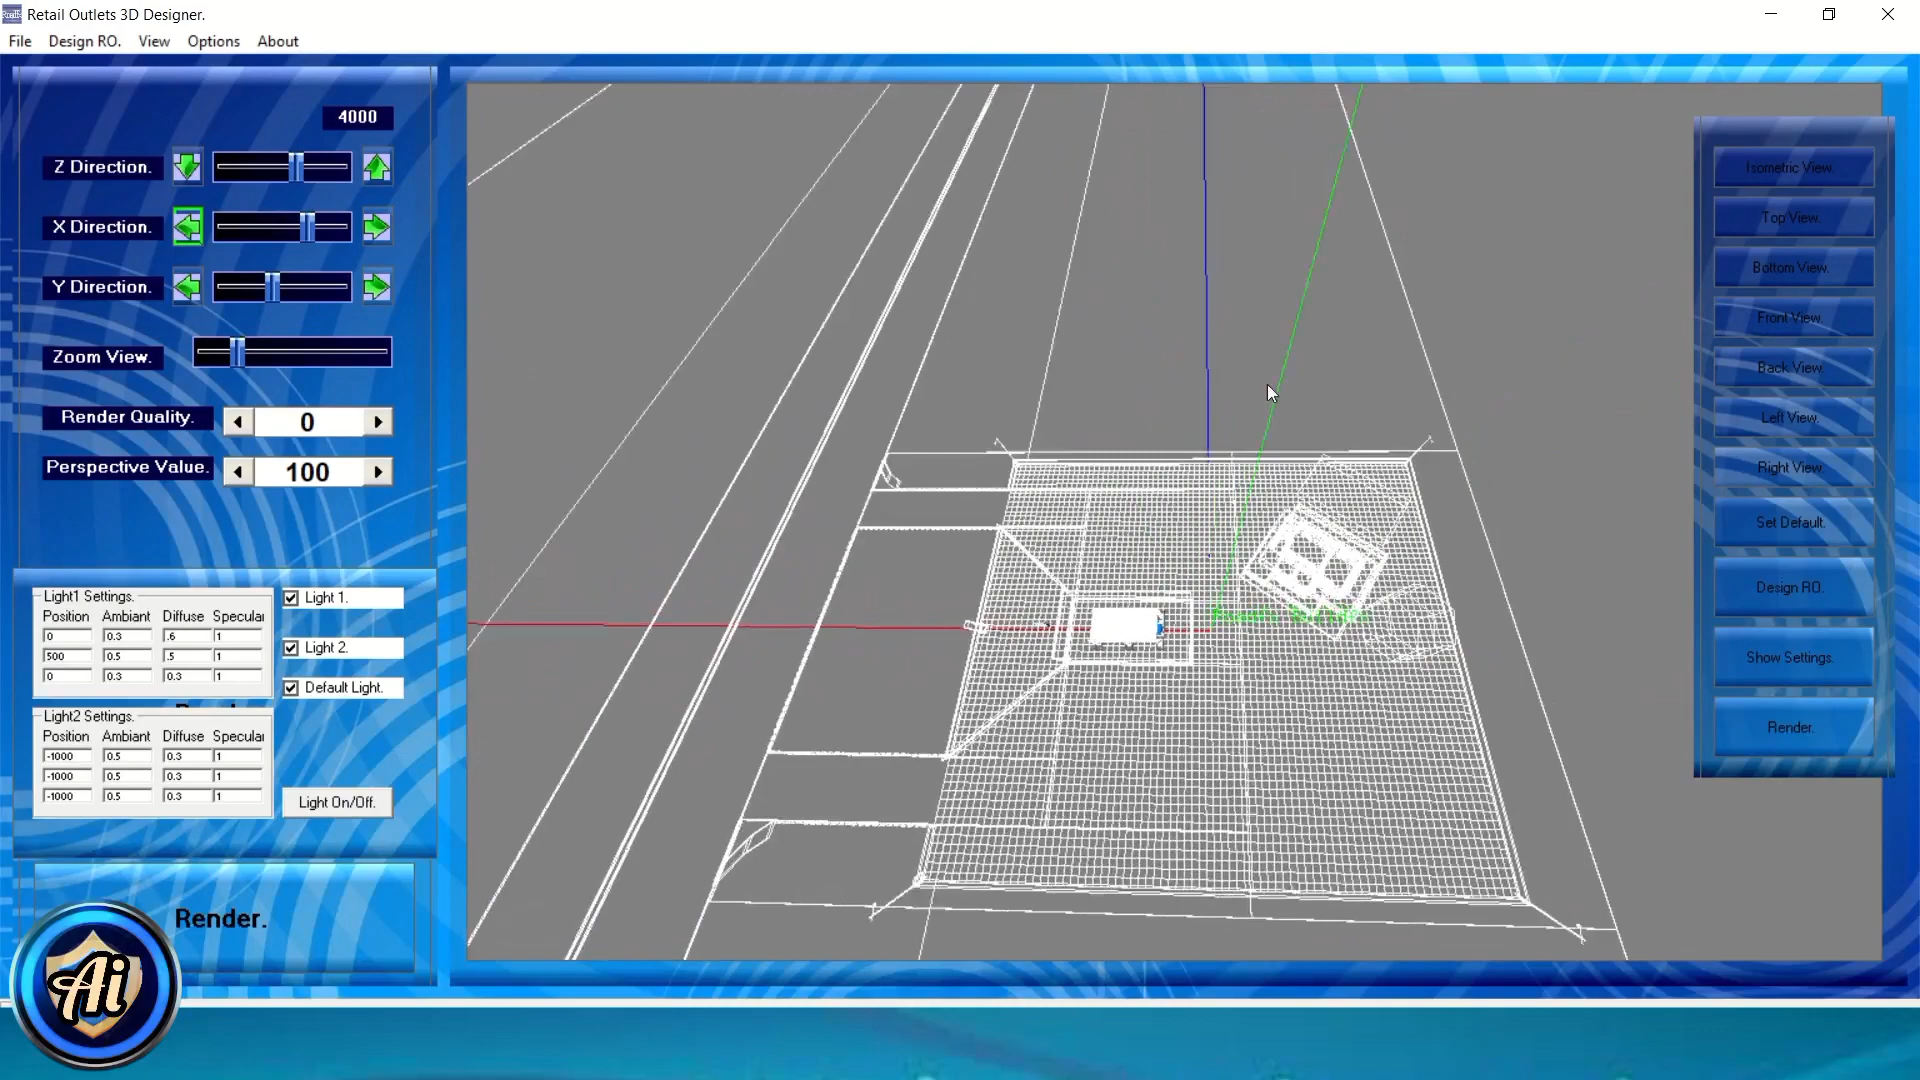 Retail Outlets 3D Designer.
File Design RO. View Options About
4000
Z Direction.
X Direction.
Y Direction.
Zoom View.
Render Quality. 0
Perspective Value. 100
Light1 Settings.
Position Ambiant Diffuse Specular
0 0.3 .6 1
500 0.5 .5 1
0 0.3 0.3 1
Light 1.
Light 2.
Default Light.
Light2 Settings.
Position Ambiant Diffuse Specular
-1000 0.5 0.3 1
-1000 0.5 0.3 1
-1000 0.5 0.3 1
Light On/Off.
Render.
Ai
Isometric View.
Top View.
Bottom View.
Front View.
Back View.
Left View.
Right View.
Set Default.
Design RO.
Show Settings.
Render.